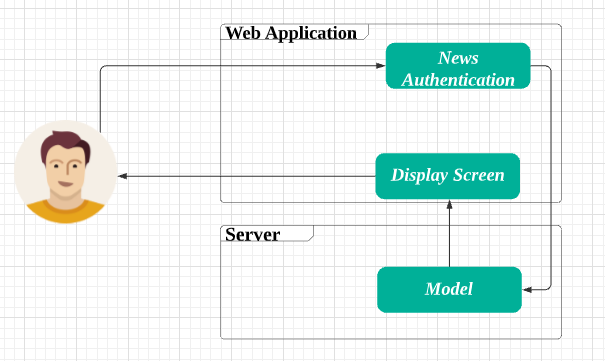 Web Application
News
Authentication
Display Screen
Server
Model